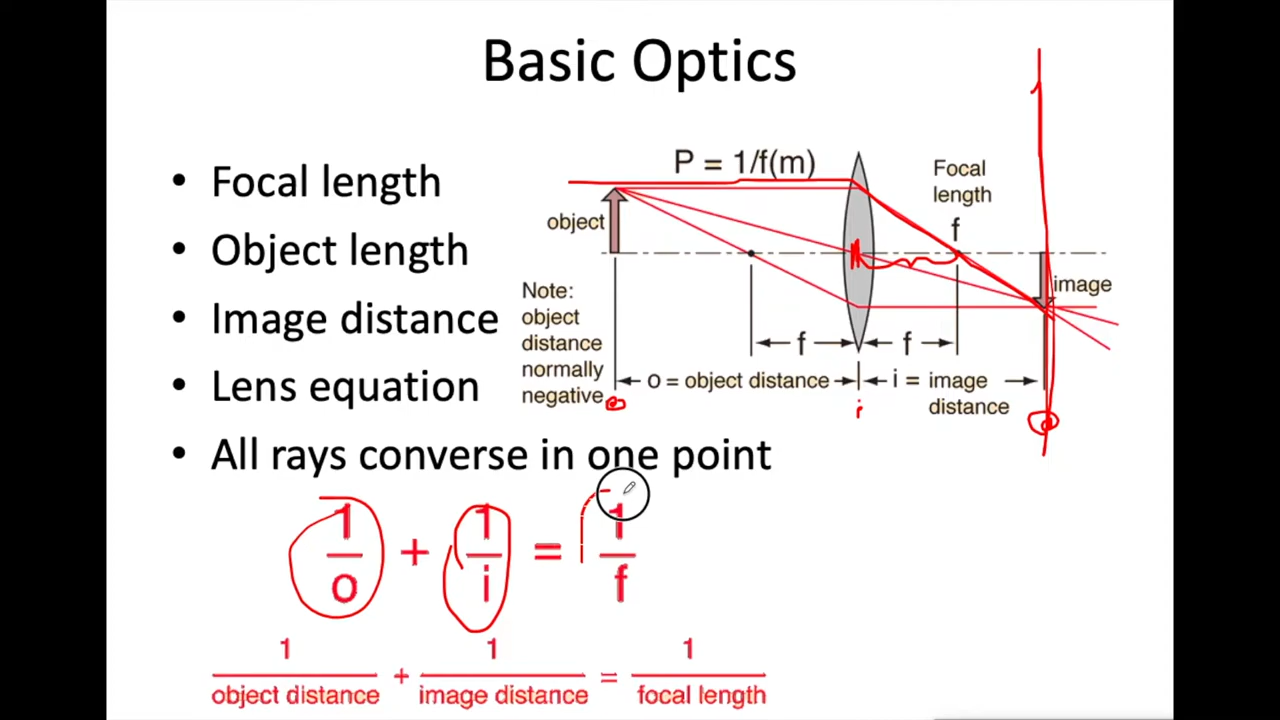 Basic Optics
• Focal length
• Object length
• Image distance
• Lens equation
• All rays converse in one point
P = 1/f(m)
Focal
length
f
object
image
Note:
object
distance
normally
negative
f
f
o = object distance
i = image
distance
o
i
1/o + 1/i = 1/f
1/object distance + 1/image distance = 1/focal length